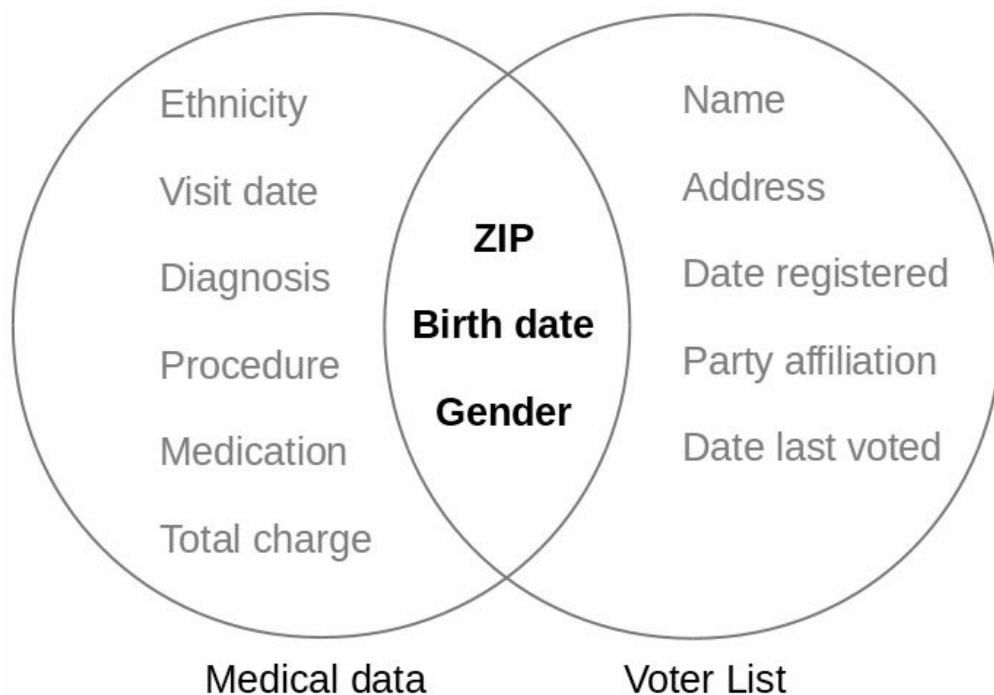 Ethnicity
Visit date
Diagnosis
Procedure
Medication
Total charge
ZIP
Birth date
Gender
Name
Address
Date registered
Party affiliation
Date last voted
Medical data
Voter List